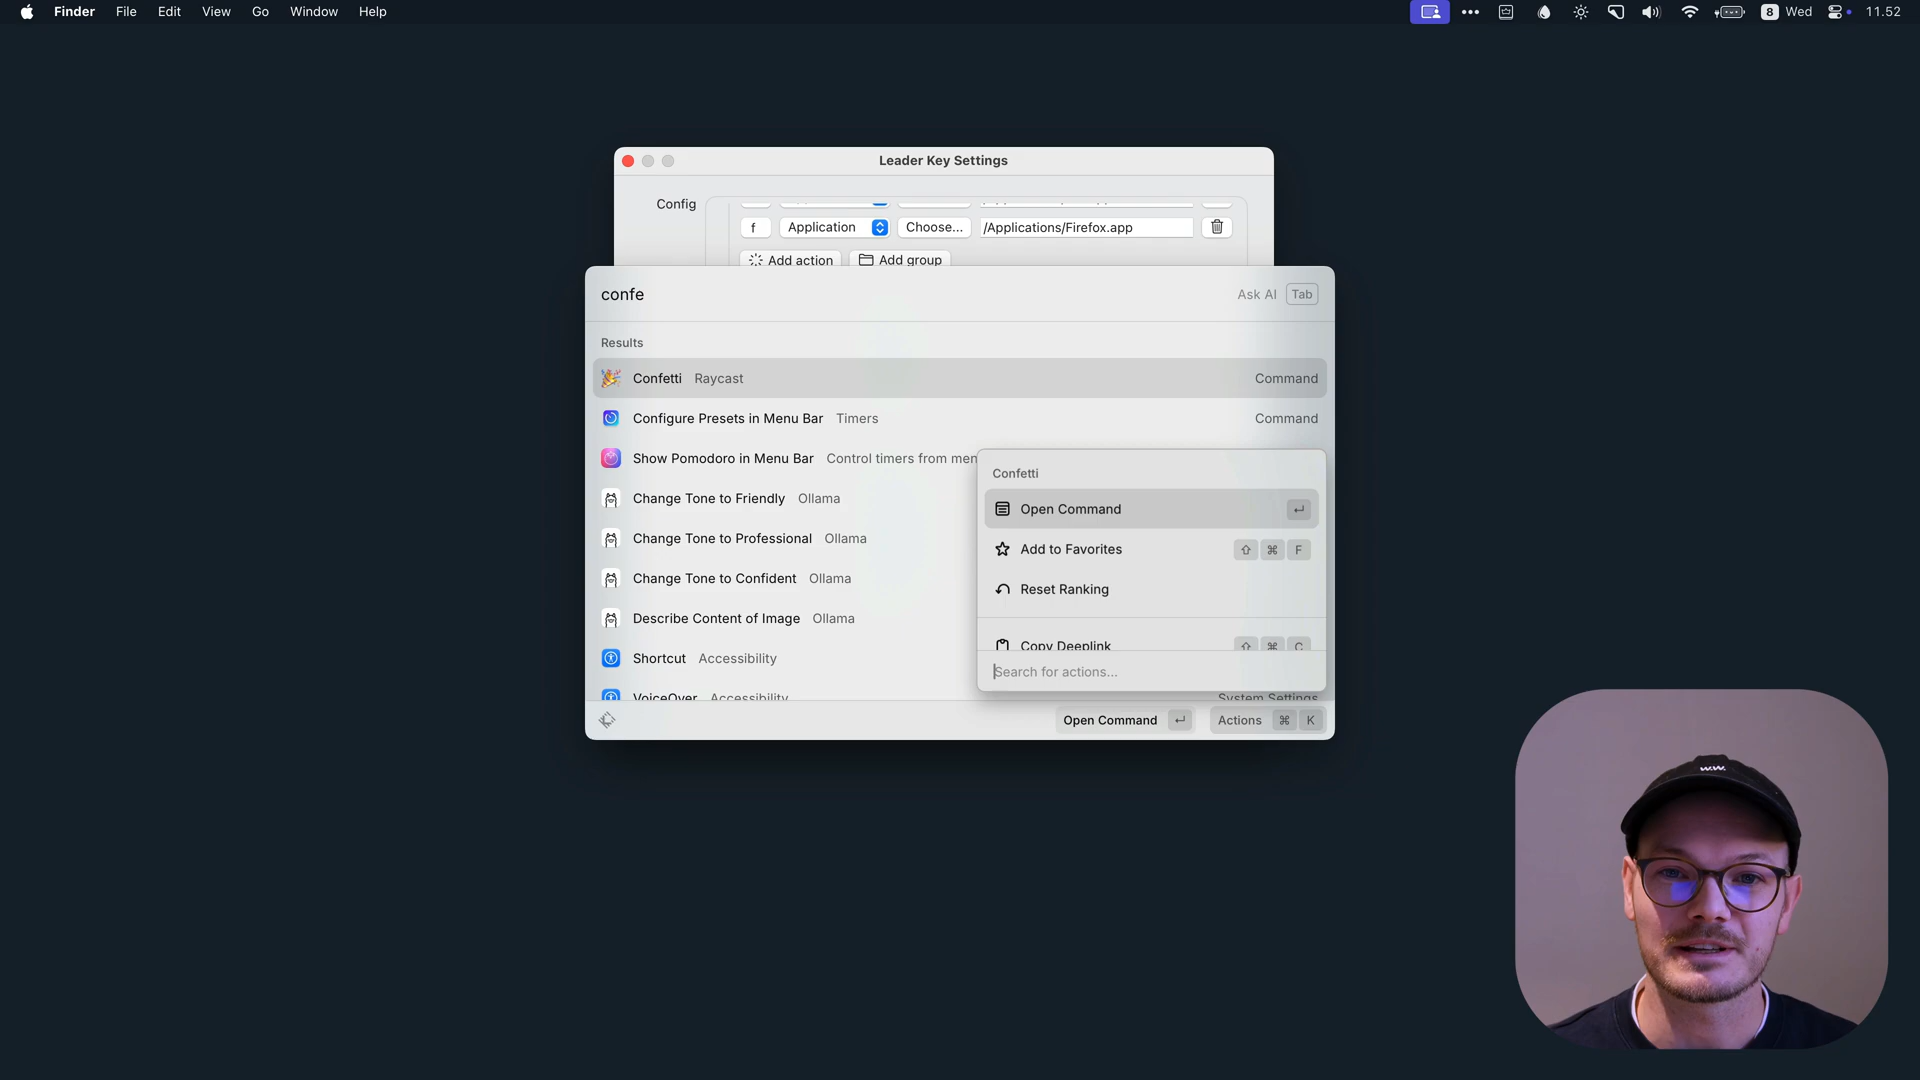 Finder File Edit View Go Window Help
8 Wed 11.52
Leader Key Settings
Config
f Application Choose... /Applications/Firefox.app
Add action Add group
confe Ask AI Tab
Results
Confetti Raycast Command
Configure Presets in Menu Bar Timers Command
Show Pomodoro in Menu Bar Control timers from men
Change Tone to Friendly Ollama
Change Tone to Professional Ollama
Change Tone to Confident Ollama
Describe Content of Image Ollama
Shortcut Accessibility
VoiceOver Accessibility System Settings
Confetti
Open Command ↵
Add to Favorites ⇧ ⌘ F
Reset Ranking
Copy Deeplink ⇧ ⌘ C
Search for actions...
Open Command ↵ Actions ⌘ K
w.w.